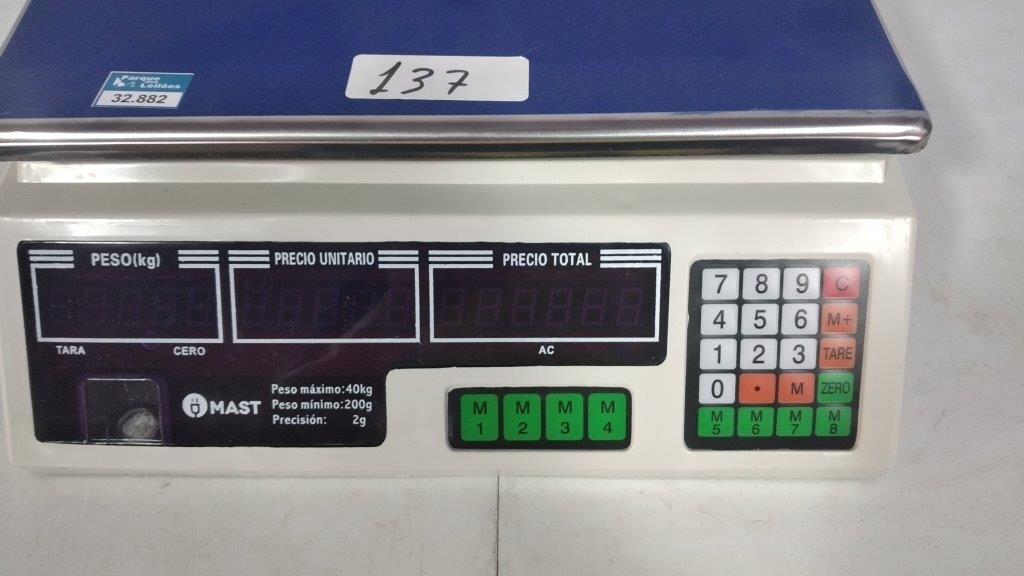 Parque
dos
Leilões
32.882
137
PESO(kg)
PRECIO UNITARIO
PRECIO TOTAL
TARA
CERO
AC
MAST
Peso máximo:40kg
Peso mínimo:200g
Precisión: 2g
M M M M
1 2 3 4
7 8 9 C
4 5 6 M+
1 2 3 TARE
0 • M ZERO
M M M M
5 6 7 8